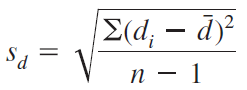 s_d = √(Σ(d_i − d̄)² / (n − 1))